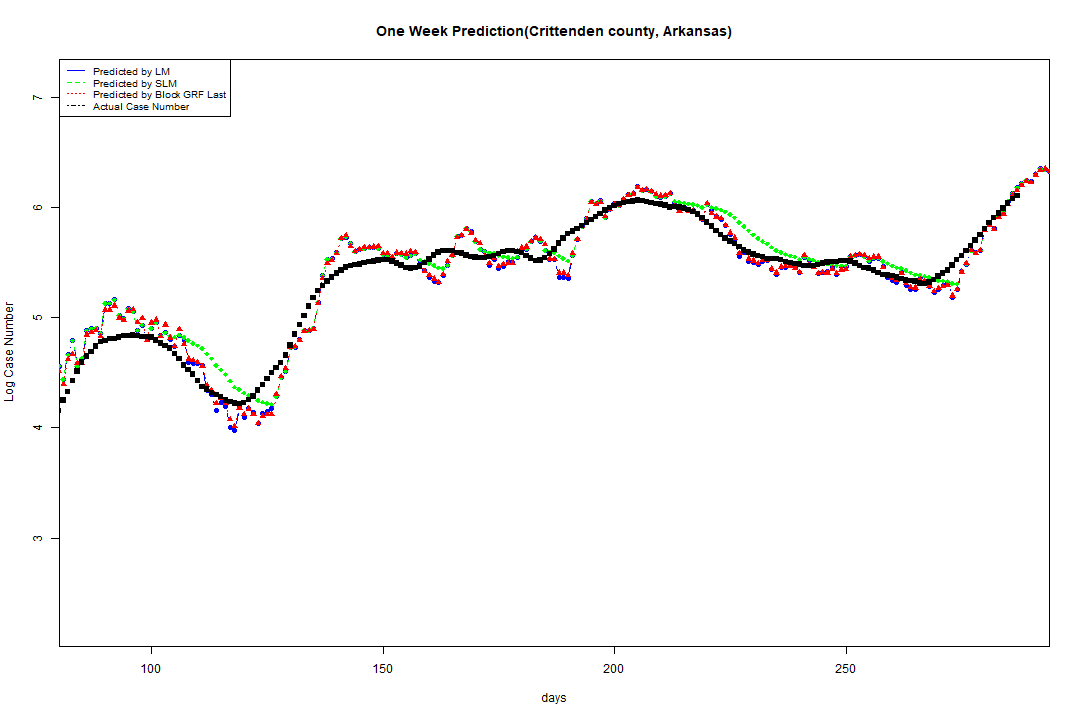 One Week Prediction(Crittenden county, Arkansas)
Predicted by LM
Predicted by SLM
Predicted by Block GRF Last
Actual Case Number
7
6
5
4
3
Log Case Number
100
150
200
250
days